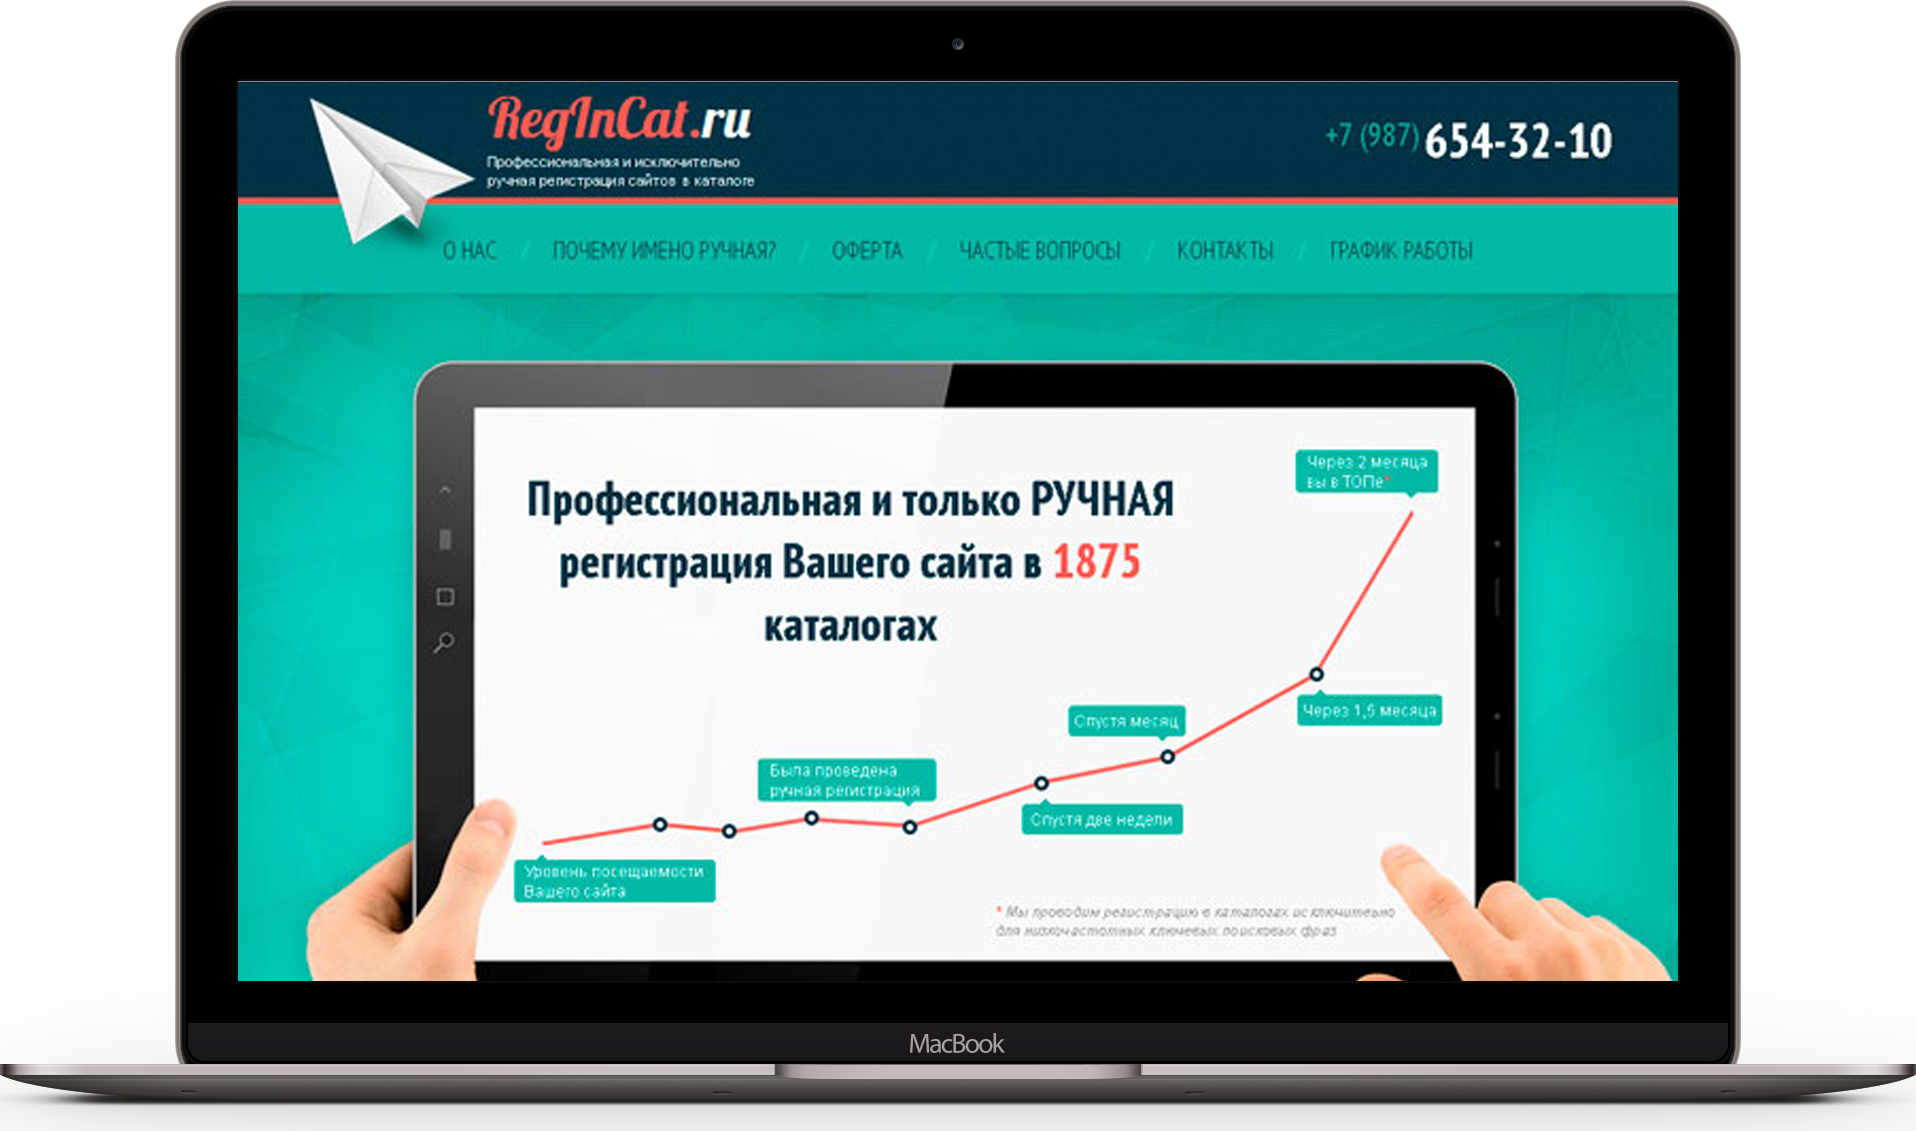 RegInCat.ru
Профессиональная и исключительно
ручная регистрация сайтов в каталоге
+7 (987) 654-32-10
О НАС / ПОЧЕМУ ИМЕНО РУЧНАЯ? / ОФЕРТА / ЧАСТЫЕ ВОПРОСЫ / КОНТАКТЫ / ГРАФИК РАБОТЫ
Через 2 месяца
вы в ТОПе*
Профессиональная и только РУЧНАЯ
регистрация Вашего сайта в 1875
каталогах
Через 1,5 месяца
Спустя месяц
Была проведена
ручная регистрация
Спустя две недели
Уровень посещаемости
Вашего сайта
* Мы проводим регистрацию в каталогах исключитеьно
для низкочастотных ключевых поисковых фраз
MacBook